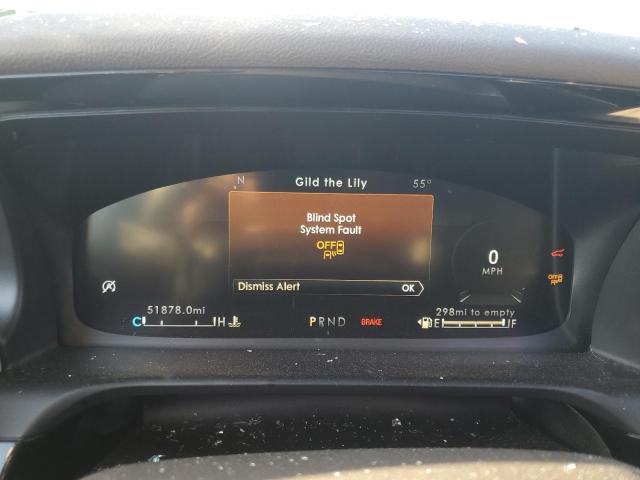 N Gild the Lily 55°
Blind Spot
System Fault
OFF
Dismiss Alert OK
0
MPH
OFF
51878.0mi
298mi to empty
C H PRND BRAKE E F